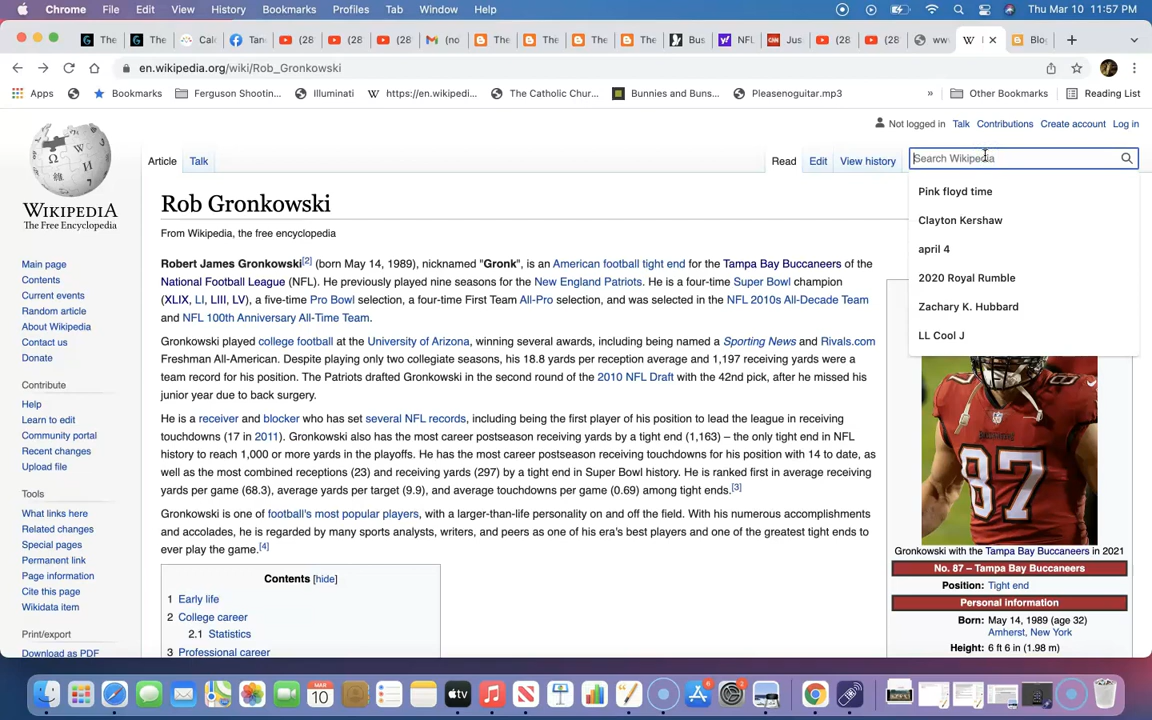 Chrome File Edit View History Bookmarks Profiles Tab Window Help Thu Mar 10 11:57 PM
The The Cale Tan (28 (28 (28 (no The The The The Bus NFL Jus (28 (28 ww W Blo
en.wikipedia.org/wiki/Rob_Gronkowski
Apps Bookmarks Ferguson Shootin... Illuminati https://en.wikipedi... The Catholic Chur... Bunnies and Buns... Pleasenoguitar.mp3 » Other Bookmarks Reading List
Not logged in Talk Contributions Create account Log in
Article Talk Read Edit View history Search Wikipedia
Pink floyd time
Clayton Kershaw
april 4
2020 Royal Rumble
Zachary K. Hubbard
LL Cool J
WIKIPEDIA
The Free Encyclopedia
Main page
Contents
Current events
Random article
About Wikipedia
Contact us
Donate
Contribute
Help
Learn to edit
Community portal
Recent changes
Upload file
Tools
What links here
Related changes
Special pages
Permanent link
Page information
Cite this page
Wikidata item
Print/export
Download as PDF
Rob Gronkowski
From Wikipedia, the free encyclopedia
Robert James Gronkowski[2] (born May 14, 1989), nicknamed "Gronk", is an American football tight end for the Tampa Bay Buccaneers of the
National Football League (NFL). He previously played nine seasons for the New England Patriots. He is a four-time Super Bowl champion
(XLIX, LI, LIII, LV), a five-time Pro Bowl selection, a four-time First Team All-Pro selection, and was selected in the NFL 2010s All-Decade Team
and NFL 100th Anniversary All-Time Team.
Gronkowski played college football at the University of Arizona, winning several awards, including being named a Sporting News and Rivals.com
Freshman All-American. Despite playing only two collegiate seasons, his 18.8 yards per reception average and 1,197 receiving yards were a
team record for his position. The Patriots drafted Gronkowski in the second round of the 2010 NFL Draft with the 42nd pick, after he missed his
junior year due to back surgery.
He is a receiver and blocker who has set several NFL records, including being the first player of his position to lead the league in receiving
touchdowns (17 in 2011). Gronkowski also has the most career postseason receiving yards by a tight end (1,163) – the only tight end in NFL
history to reach 1,000 or more yards in the playoffs. He has the most career postseason receiving touchdowns for his position with 14 to date, as
well as the most combined receptions (23) and receiving yards (297) by a tight end in Super Bowl history. He is ranked first in average receiving
yards per game (68.3), average yards per target (9.9), and average touchdowns per game (0.69) among tight ends.[3]
Gronkowski is one of football's most popular players, with a larger-than-life personality on and off the field. With his numerous accomplishments
and accolades, he is regarded by many sports analysts, writers, and peers as one of his era's best players and one of the greatest tight ends to
ever play the game.[4]
Contents [hide]
1 Early life
2 College career
2.1 Statistics
3 Professional career
87
Gronkowski with the Tampa Bay Buccaneers in 2021
No. 87 – Tampa Bay Buccaneers
Position: Tight end
Personal information
Born: May 14, 1989 (age 32)
Amherst, New York
Height: 6 ft 6 in (1.98 m)
MAR
10
tv
6
2